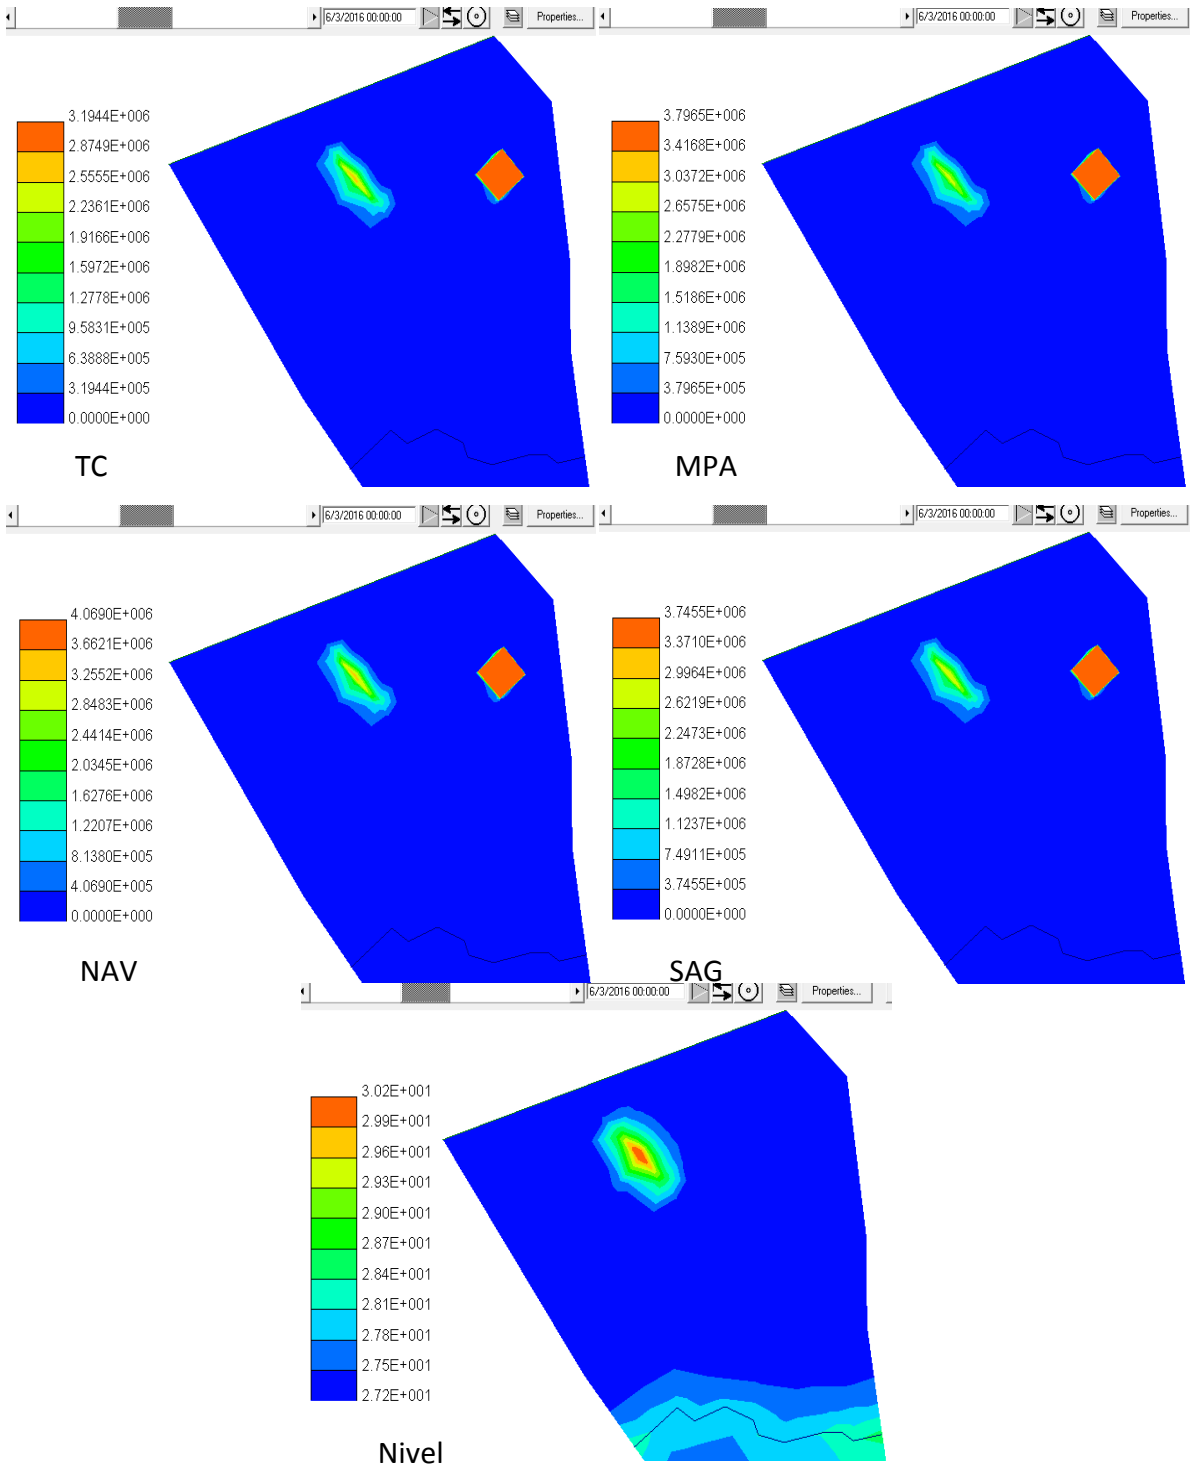 6/3/2016 00:00:00 Properties...
3.1944E+006
2.8749E+006
2.5555E+006
2.2361E+006
1.9166E+006
1.5972E+006
1.2778E+006
9.5831E+005
6.3888E+005
3.1944E+005
0.0000E+000
TC
6/3/2016 00:00:00 Properties...
3.7965E+006
3.4168E+006
3.0372E+006
2.6575E+006
2.2779E+006
1.8982E+006
1.5186E+006
1.1389E+006
7.5930E+005
3.7965E+005
0.0000E+000
MPA
6/3/2016 00:00:00 Properties...
4.0690E+006
3.6621E+006
3.2552E+006
2.8483E+006
2.4414E+006
2.0345E+006
1.6276E+006
1.2207E+006
8.1380E+005
4.0690E+005
0.0000E+000
NAV
6/3/2016 00:00:00 Properties...
3.7455E+006
3.3710E+006
2.9964E+006
2.6219E+006
2.2473E+006
1.8728E+006
1.4982E+006
1.1237E+006
7.4911E+005
3.7455E+005
0.0000E+000
SAG
6/3/2016 00:00:00 Properties...
3.02E+001
2.99E+001
2.96E+001
2.93E+001
2.90E+001
2.87E+001
2.84E+001
2.81E+001
2.78E+001
2.75E+001
2.72E+001
Nivel